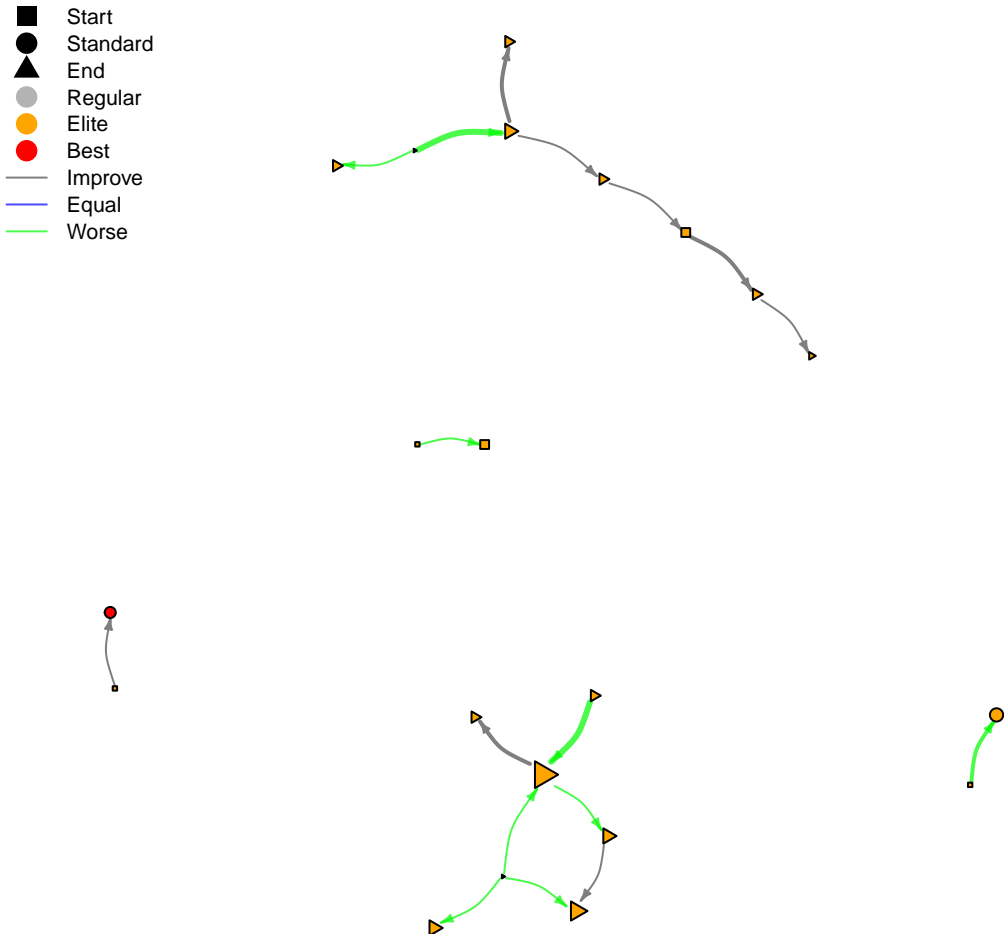 Start
Standard
End
Regular
Elite
Best
Improve
Equal
Worse